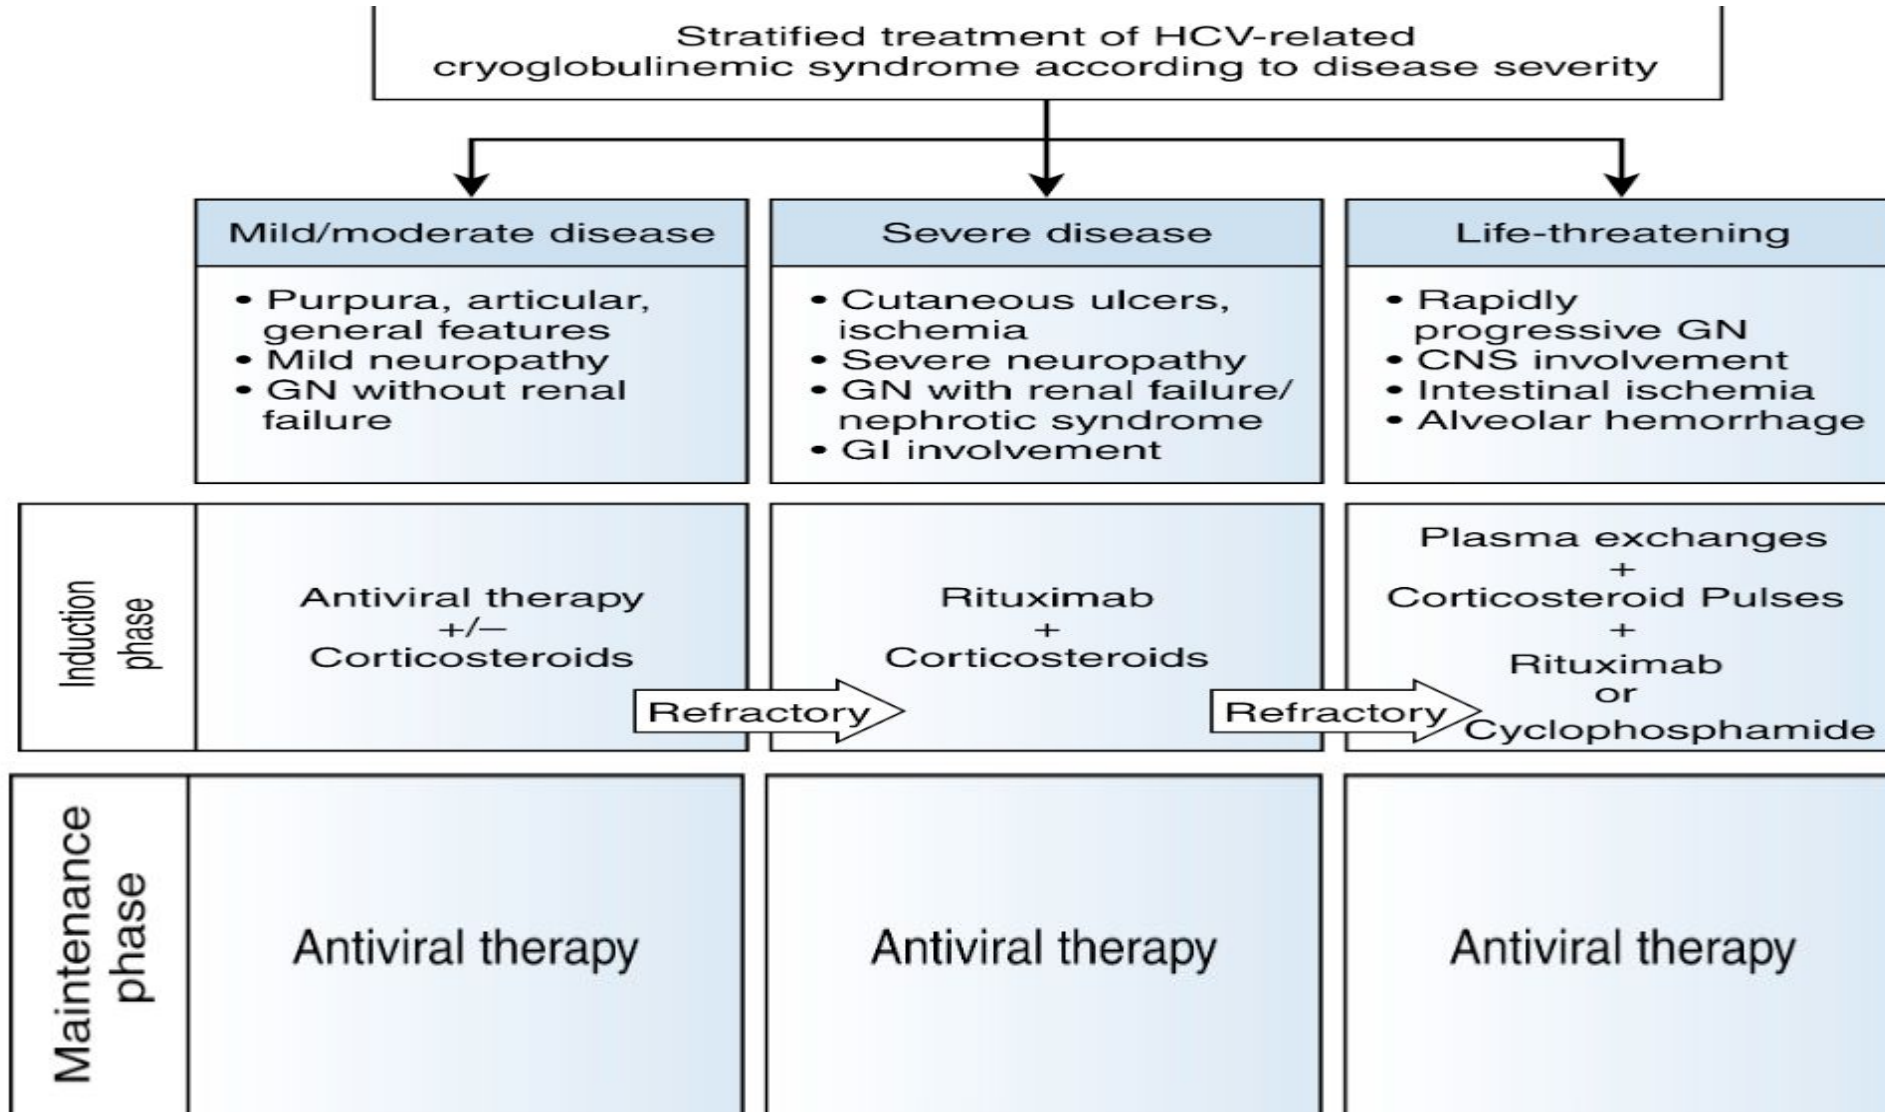 Stratified treatment of HCV-related
cryoglobulinemic syndrome according to disease severity
Mild/moderate disease
• Purpura, articular,
general features
• Mild neuropathy
• GN without renal
failure
Severe disease
• Cutaneous ulcers,
ischemia
• Severe neuropathy
• GN with renal failure/
nephrotic syndrome
• GI involvement
Life-threatening
• Rapidly
progressive GN
• CNS involvement
• Intestinal ischemia
• Alveolar hemorrhage
Induction
phase
Antiviral therapy
+/–
Corticosteroids
Refractory
Rituximab
+
Corticosteroids
Refractory
Plasma exchanges
+
Corticosteroid Pulses
+
Rituximab
or
Cyclophosphamide
Maintenance
phase
Antiviral therapy
Antiviral therapy
Antiviral therapy